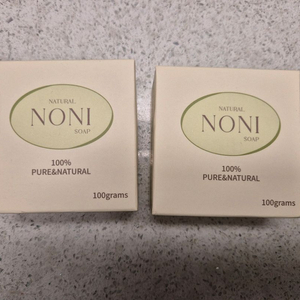 NATURAL
NONI
SOAP
100%
PURE&NATURAL
100grams
NATURAL
NONI
SOAP
100%
PURE&NATURAL
100grams